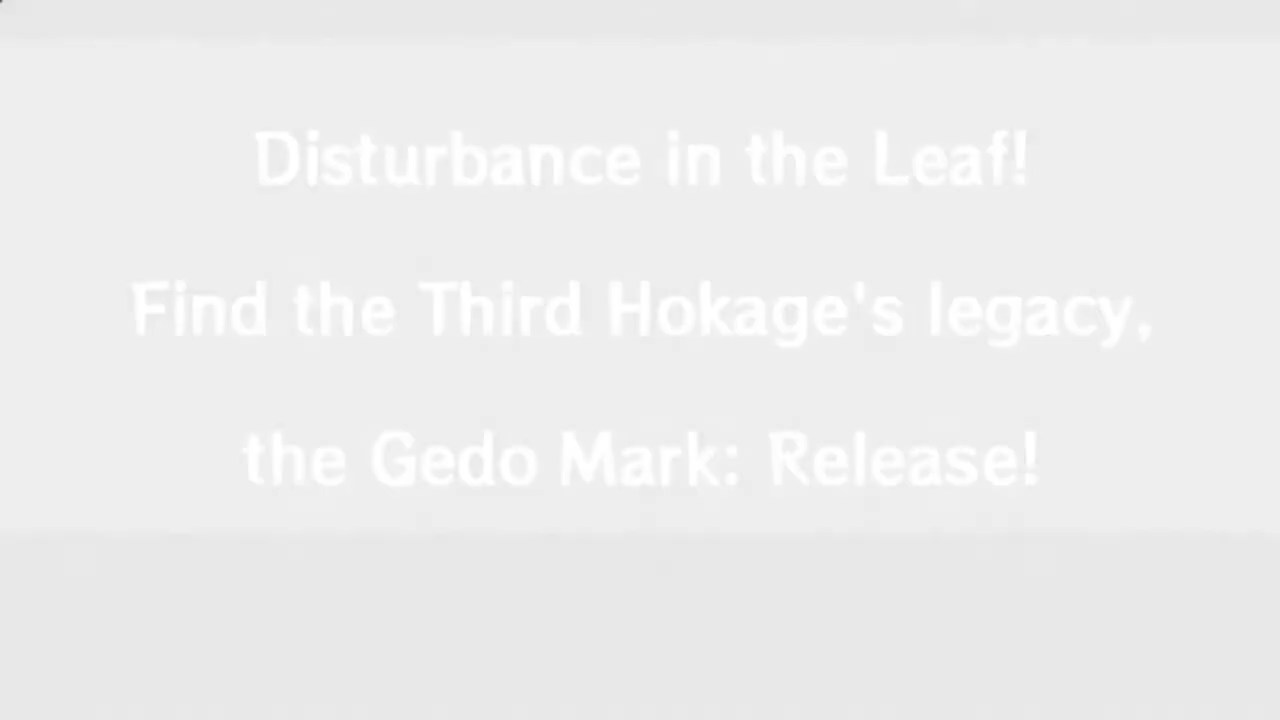 Disturbance in the Leaf!
Find the Third Hokage's legacy,
the Gedo Mark: Release!